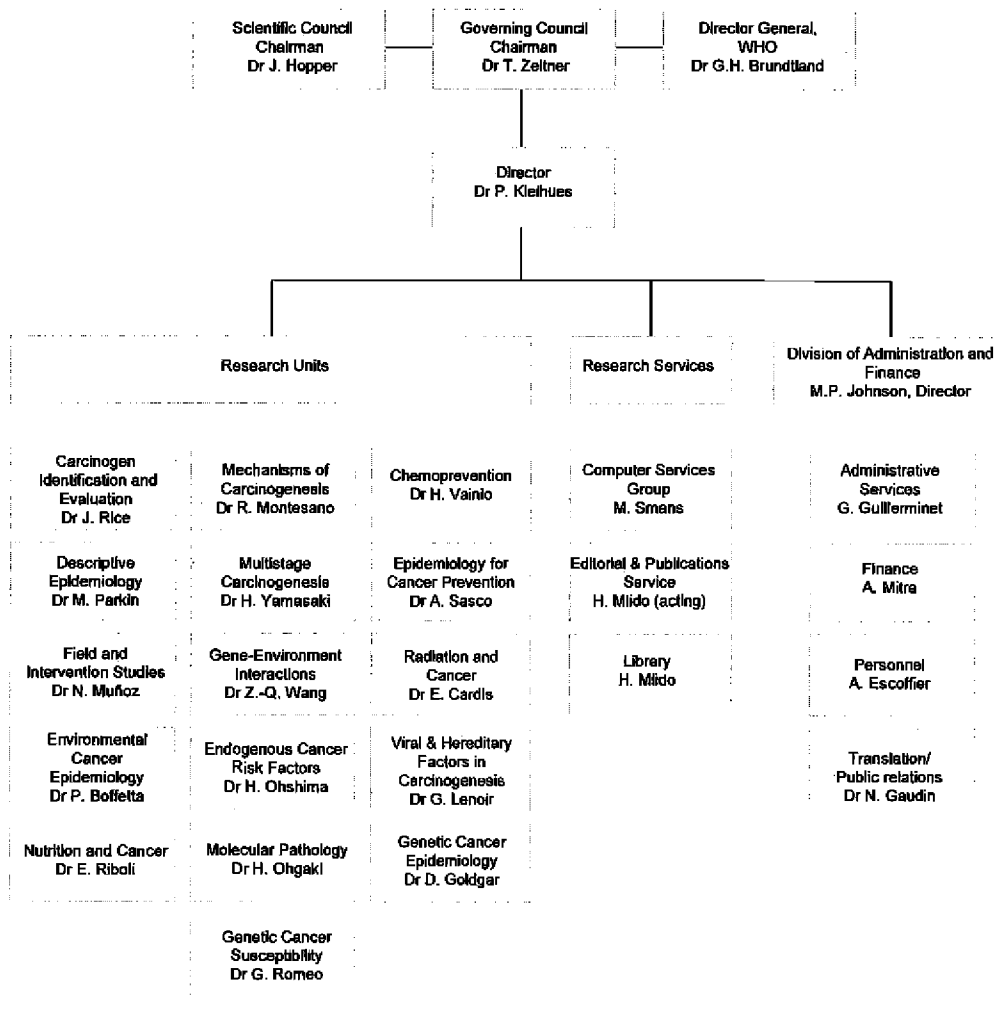 Scientific Council
Chairman
Dr J. Hopper
Governing Council
Chairman
Dr T. Zeltner
Director General,
WHO
Dr G.H. Brundtland
Director
Dr P. Kleihues
Research Units
Research Services
Division of Administration and
Finance
M.P. Johnson, Director
Carcinogen
Identification and
Evaluation
Dr J. Rice
Mechanisms of
Carcinogenesis
Dr R. Montesano
Chemoprevention
Dr H. Vainio
Computer Services
Group
M. Smans
Administrative
Services
G. Guillerminet
Descriptive
Epidemiology
Dr M. Parkin
Multistage
Carcinogenesis
Dr H. Yamasaki
Epidemiology for
Cancer Prevention
Dr A. Sasco
Editorial & Publications
Service
H. Miido (acting)
Finance
A. Mitra
Field and
Intervention Studies
Dr N. Muñoz
Gene-Environment
Interactions
Dr Z.-Q. Wang
Radiation and
Cancer
Dr E. Cardis
Library
H. Miido
Personnel
A. Escoffier
Environmental
Cancer
Epidemiology
Dr P. Boffetta
Endogenous Cancer
Risk Factors
Dr H. Ohshima
Viral & Hereditary
Factors in
Carcinogenesis
Dr G. Lenoir
Translation/
Public relations
Dr N. Gaudin
Nutrition and Cancer
Dr E. Riboli
Molecular Pathology
Dr H. Ohgaki
Genetic Cancer
Epidemiology
Dr D. Goldgar
Genetic Cancer
Susceptibility
Dr G. Romeo